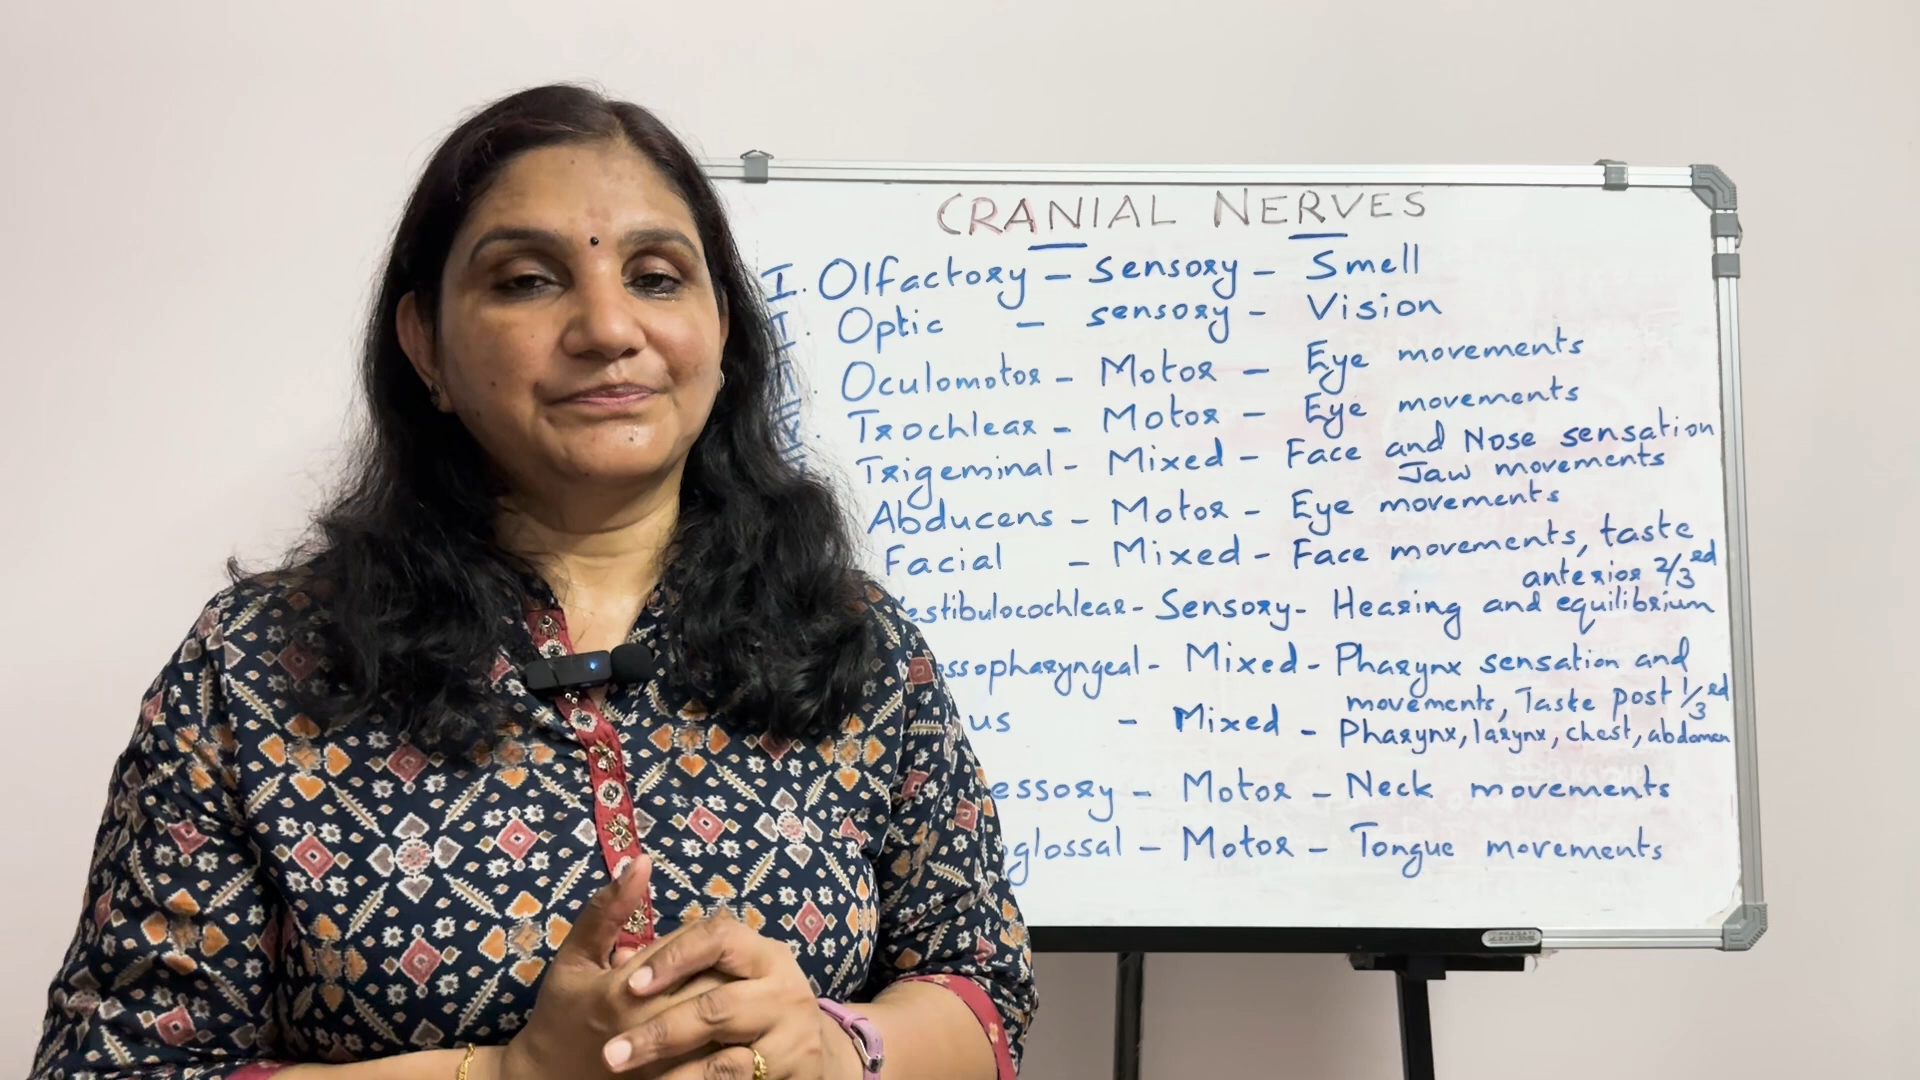 CRANIAL NERVES
I. Olfactory - Sensory - Smell
Optic - sensory - Vision
Oculomotor - Motor - Eye movements
Trochlear - Motor - Eye movements
Trigeminal - Mixed - Face and Nose sensation
Jaw movements
Abducens - Motor - Eye movements
Facial - Mixed - Face movements, taste
anterior 2/3rd
estibulocochlear - Sensory - Hearing and equilibrium
ssopharyngeal - Mixed - Pharynx sensation and
movements, Taste post 1/3rd
us - Mixed - Pharynx, larynx, chest, abdomen
essory - Motor - Neck movements
oglossal - Motor - Tongue movements